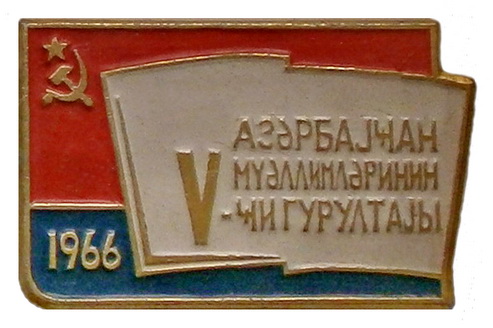 АЗӘРБАЈҸАН
МҮӘЛЛИМЛӘРИНИН
V-ҸИ ГУРУЛТАЈЫ
1966